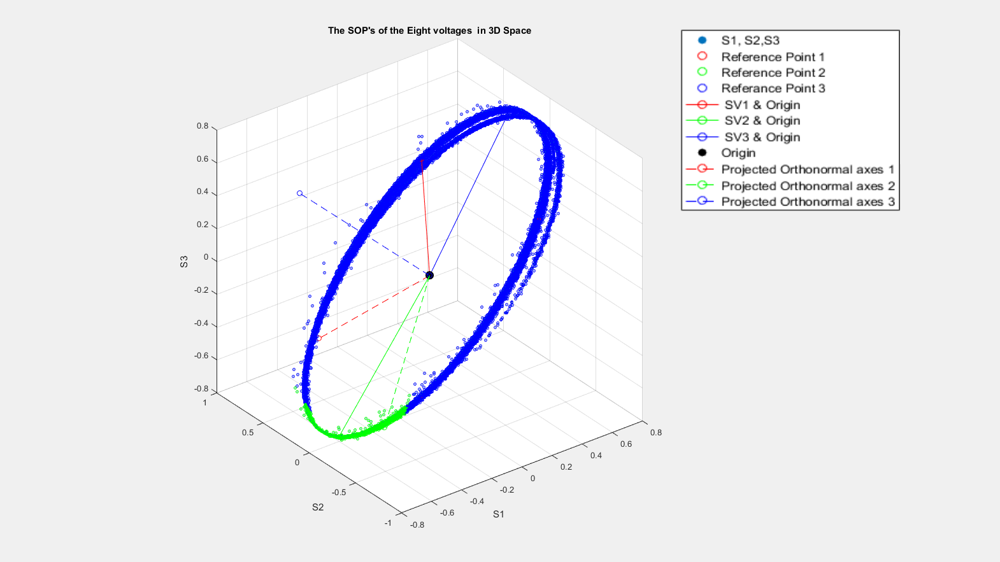 The SOP's of the Eight voltages  in 3D Space
S1, S2,S3
Reference Point 1
Reference Point 2
Referance Point 3
SV1 & Origin
SV2 & Origin
SV3 & Origin
Origin
Projected Orthonormal axes 1
Projected Orthonormal axes 2
Projected Orthonormal axes 3
S3
0.8
0.6
0.4
0.2
0
-0.2
-0.4
-0.6
-0.8
1
0.5
0
-0.5
-1
S2
-0.8
-0.6
-0.4
-0.2
0
0.2
0.4
0.6
0.8
S1